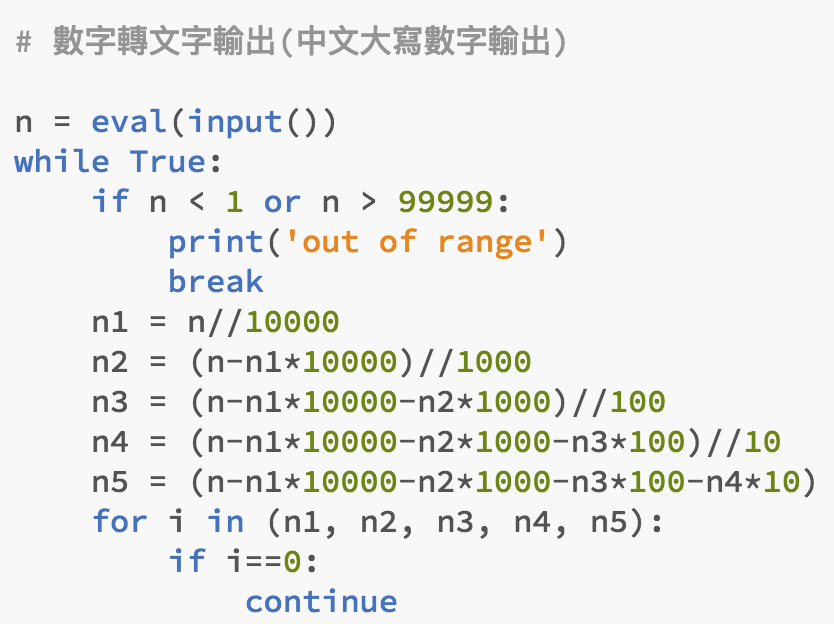 # 數字轉文字輸出(中文大寫數字輸出)
n = eval(input())
while True:
    if n < 1 or n > 99999:
        print('out of range')
        break
    n1 = n//10000
    n2 = (n-n1*10000)//1000
    n3 = (n-n1*10000-n2*1000)//100
    n4 = (n-n1*10000-n2*1000-n3*100)//10
    n5 = (n-n1*10000-n2*1000-n3*100-n4*10)
    for i in (n1, n2, n3, n4, n5):
        if i==0:
            continue